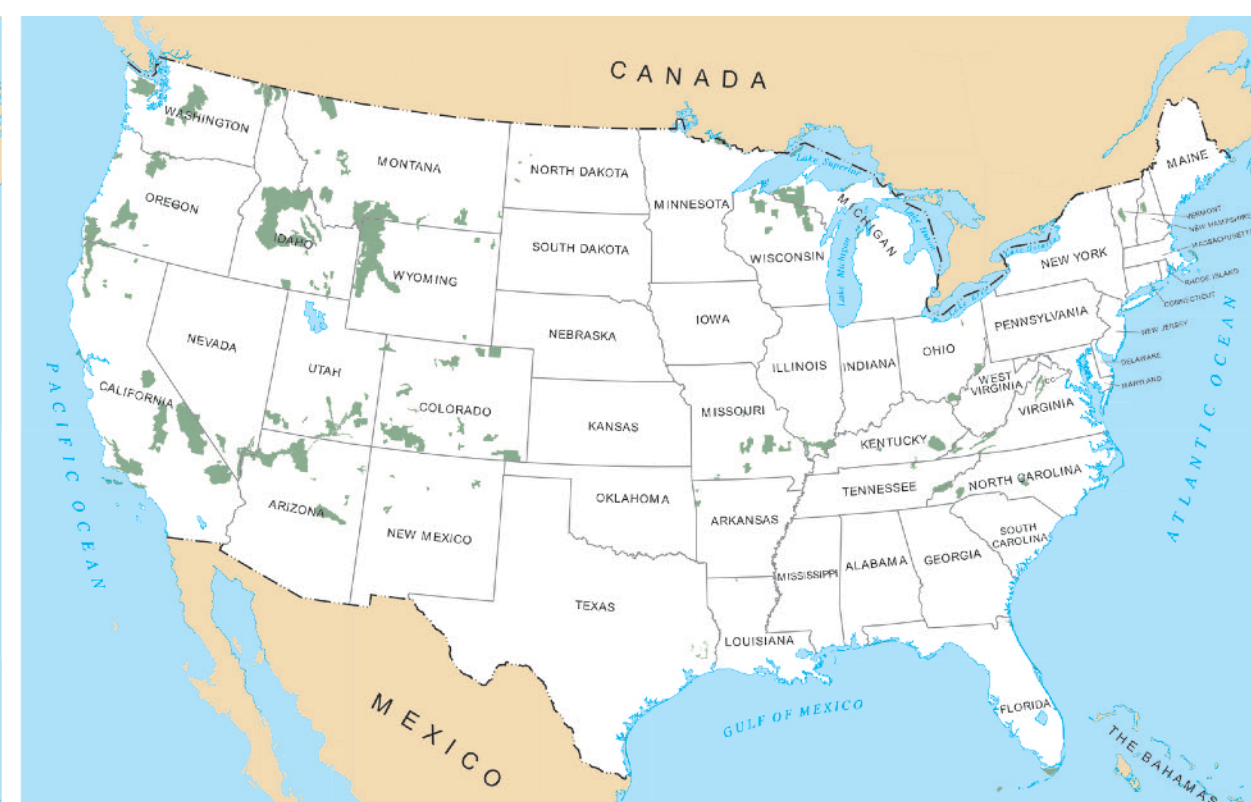 CANADA
WASHINGTON
MONTANA
NORTH DAKOTA
MINNESOTA
Lake Superior
MICHIGAN
MAINE
OREGON
IDAHO
WYOMING
SOUTH DAKOTA
WISCONSIN
Lake Michigan
NEW YORK
VERMONT
NEW HAMPSHIRE
MASSACHUSETTS
RHODE ISLAND
CONNECTICUT
NEVADA
UTAH
COLORADO
NEBRASKA
IOWA
ILLINOIS
INDIANA
OHIO
PENNSYLVANIA
NEW JERSEY
DELAWARE
MARYLAND
CALIFORNIA
KANSAS
MISSOURI
KENTUCKY
WEST
VIRGINIA
VIRGINIA
ARIZONA
NEW MEXICO
OKLAHOMA
ARKANSAS
TENNESSEE
NORTH CAROLINA
SOUTH
CAROLINA
TEXAS
LOUISIANA
MISSISSIPPI
ALABAMA
GEORGIA
FLORIDA
PACIFIC OCEAN
ATLANTIC OCEAN
MEXICO
GULF OF MEXICO
THE BAHAMAS